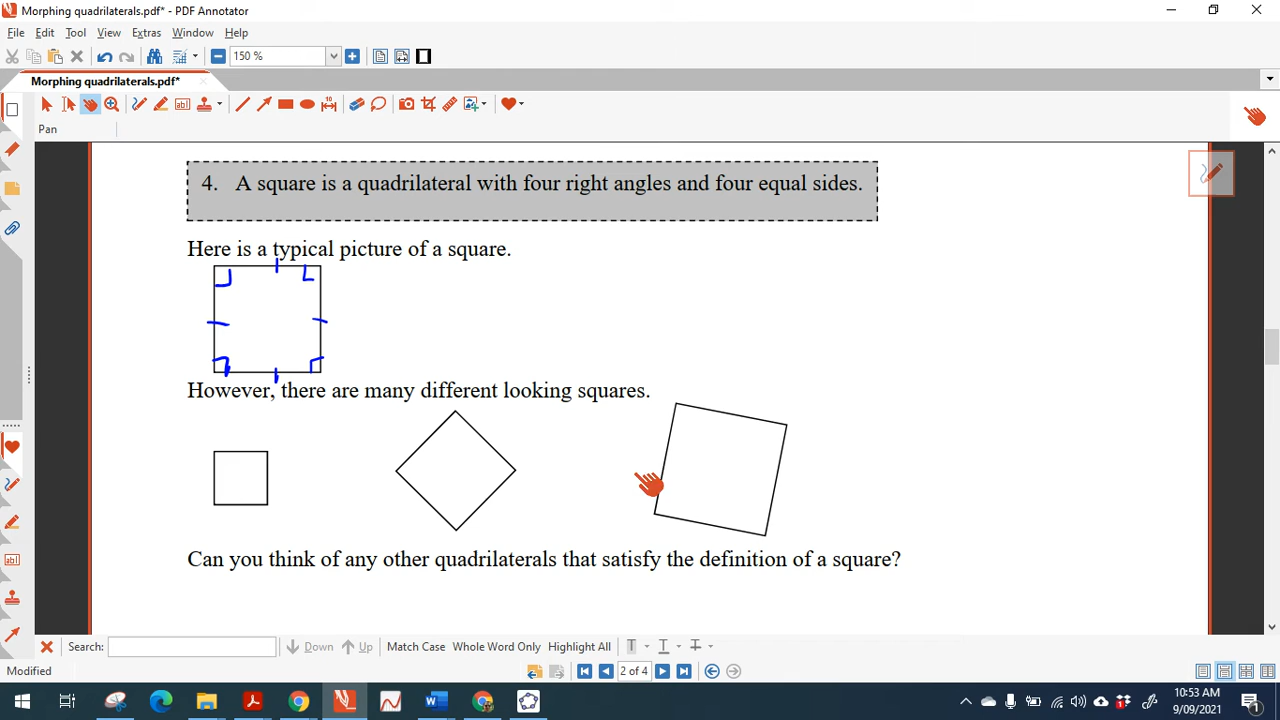 Morphing quadrilaterals.pdf* - PDF Annotator
File Edit Tool View Extras Window Help
150 %
Morphing quadrilaterals.pdf*
Pan
4. A square is a quadrilateral with four right angles and four equal sides.
Here is a typical picture of a square.
However, there are many different looking squares.
Can you think of any other quadrilaterals that satisfy the definition of a square?
Search: Down Up Match Case Whole Word Only Highlight All
Modified 2 of 4
10:53 AM
9/09/2021